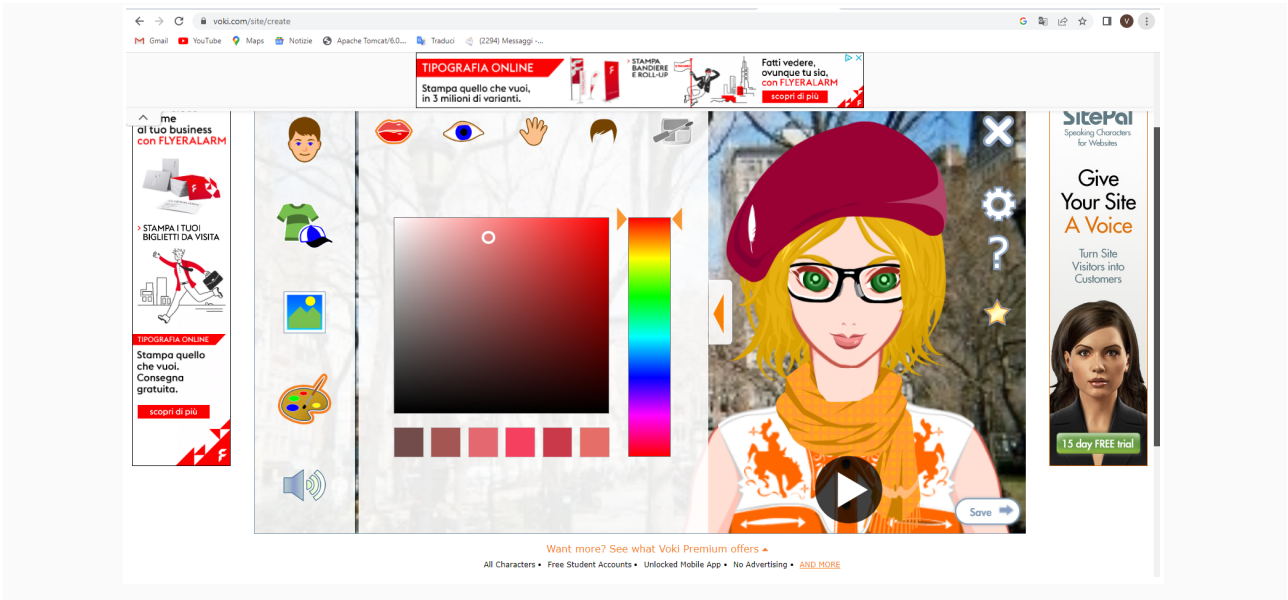 voki.com/site/create
G
V
Gmail
YouTube
Maps
Notizie
Apache Tomcat/6.0....
Traduci
(2294) Messaggi -...
TIPOGRAFIA ONLINE
Stampa quello che vuoi,
in 3 milioni di varianti.
> STAMPA
BANDIERE
E ROLL-UP
Fatti vedere,
ovunque tu sia,
con FLYERALARM
scopri di più
me
al tuo business
con FLYERALARM
> STAMPA I TUOI
BIGLIETTI DA VISITA
TIPOGRAFIA ONLINE
Stampa quello
che vuoi.
Consegna
gratuita.
scopri di più
?
Save
SitePal
Speaking Characters
for Websites
Give
Your Site
A Voice
Turn Site
Visitors into
Customers
15 day FREE trial
Want more? See what Voki Premium offers
All Characters • Free Student Accounts • Unlocked Mobile App • No Advertising • AND MORE